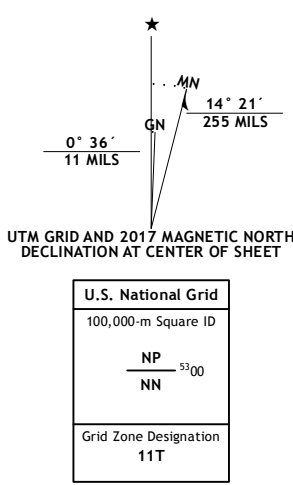 ★
MN
GN
0° 36´
11 MILS
14° 21´
255 MILS
UTM GRID AND 2017 MAGNETIC NORTH
DECLINATION AT CENTER OF SHEET
U.S. National Grid
100,000-m Square ID
NP
5300
NN
Grid Zone Designation
11T